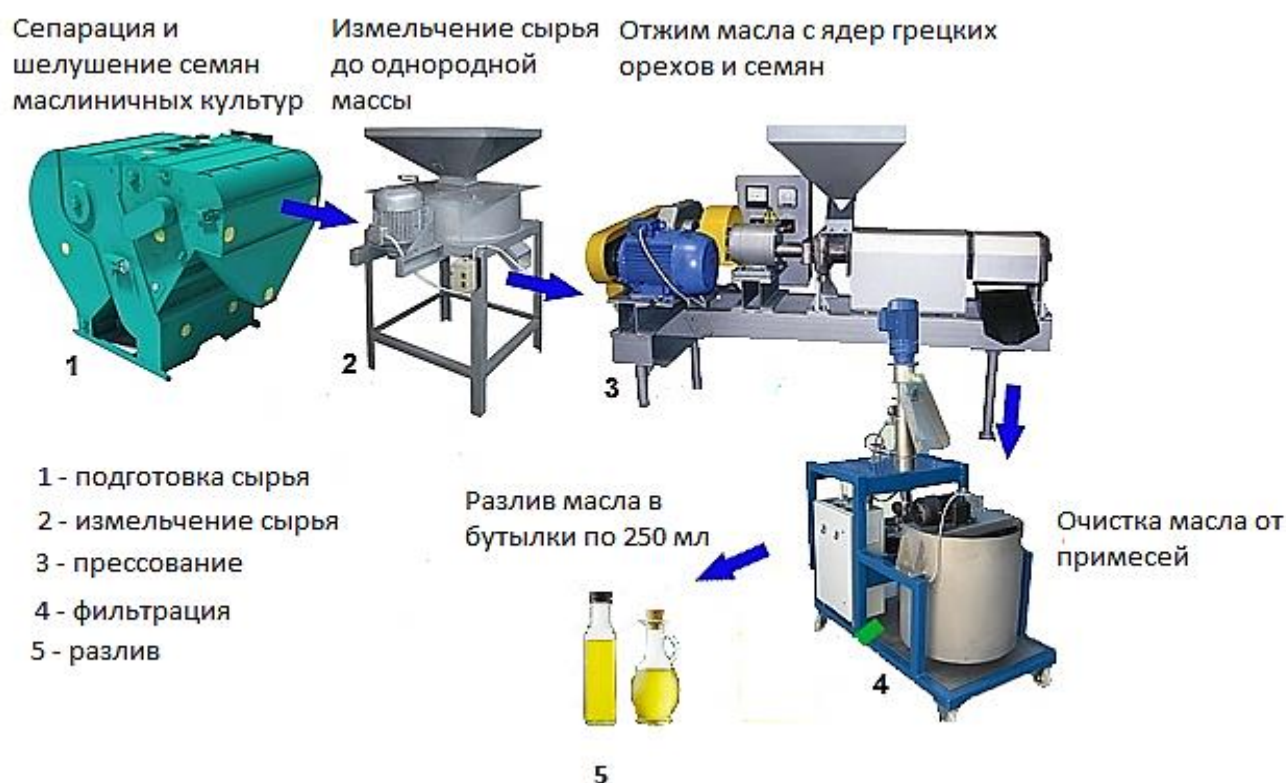 Сепарация и
шелушение семян
маслиничных культур
Измельчение сырья
до однородной
массы
Отжим масла с ядер грецких
орехов и семян
1
2
3
1 - подготовка сырья
2 - измельчение сырья
3 - прессование
4 - фильтрация
5 - разлив
Разлив масла в
бутылки по 250 мл
Очистка масла от
примесей
4
5